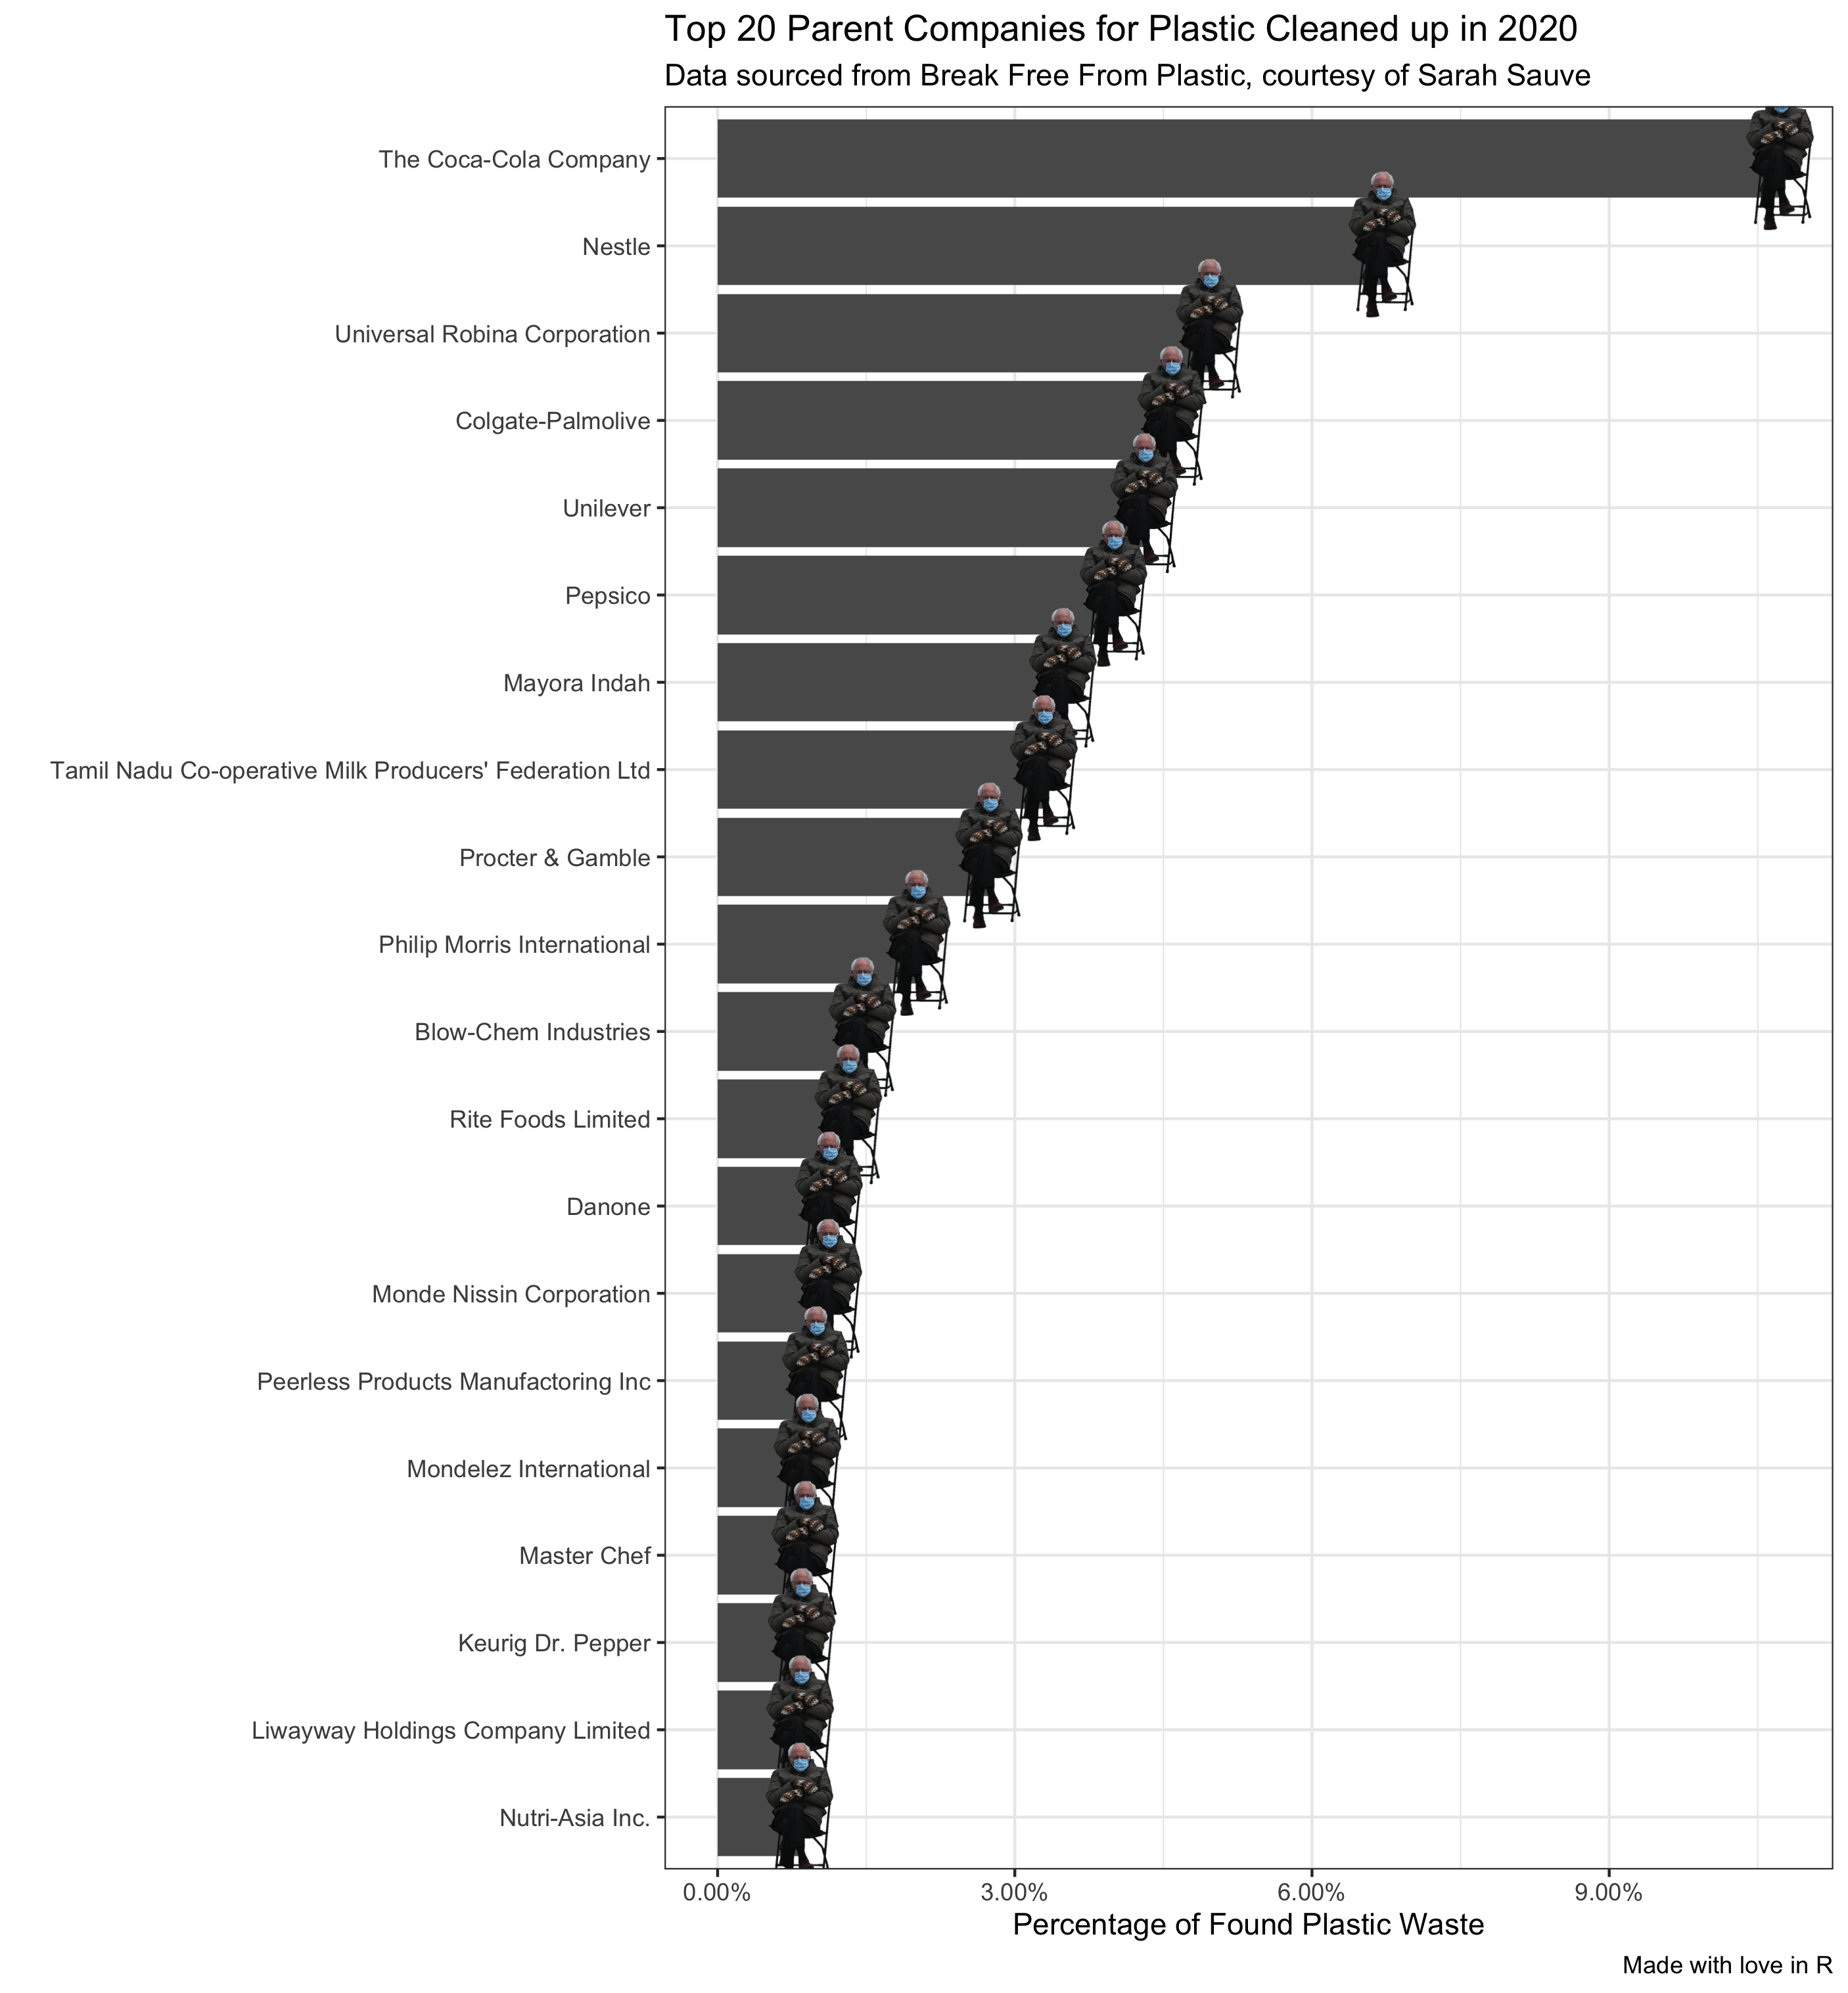 Top 20 Parent Companies for Plastic Cleaned up in 2020
Data sourced from Break Free From Plastic, courtesy of Sarah Sauve
The Coca-Cola Company
Nestle
Universal Robina Corporation
Colgate-Palmolive
Unilever
Pepsico
Mayora Indah
Tamil Nadu Co-operative Milk Producers' Federation Ltd
Procter & Gamble
Philip Morris International
Blow-Chem Industries
Rite Foods Limited
Danone
Monde Nissin Corporation
Peerless Products Manufactoring Inc
Mondelez International
Master Chef
Keurig Dr. Pepper
Liwayway Holdings Company Limited
Nutri-Asia Inc.
0.00% 3.00% 6.00% 9.00%
Percentage of Found Plastic Waste
Made with love in R